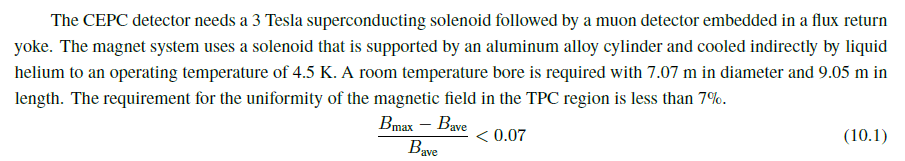 The CEPC detector needs a 3 Tesla superconducting solenoid followed by a muon detector embedded in a flux return
yoke. The magnet system uses a solenoid that is supported by an aluminum alloy cylinder and cooled indirectly by liquid
helium to an operating temperature of 4.5 K. A room temperature bore is required with 7.07 m in diameter and 9.05 m in
length. The requirement for the uniformity of the magnetic field in the TPC region is less than 7%.
\frac{B_{\max} - B_{\text{ave}}}{B_{\text{ave}}} < 0.07 (10.1)